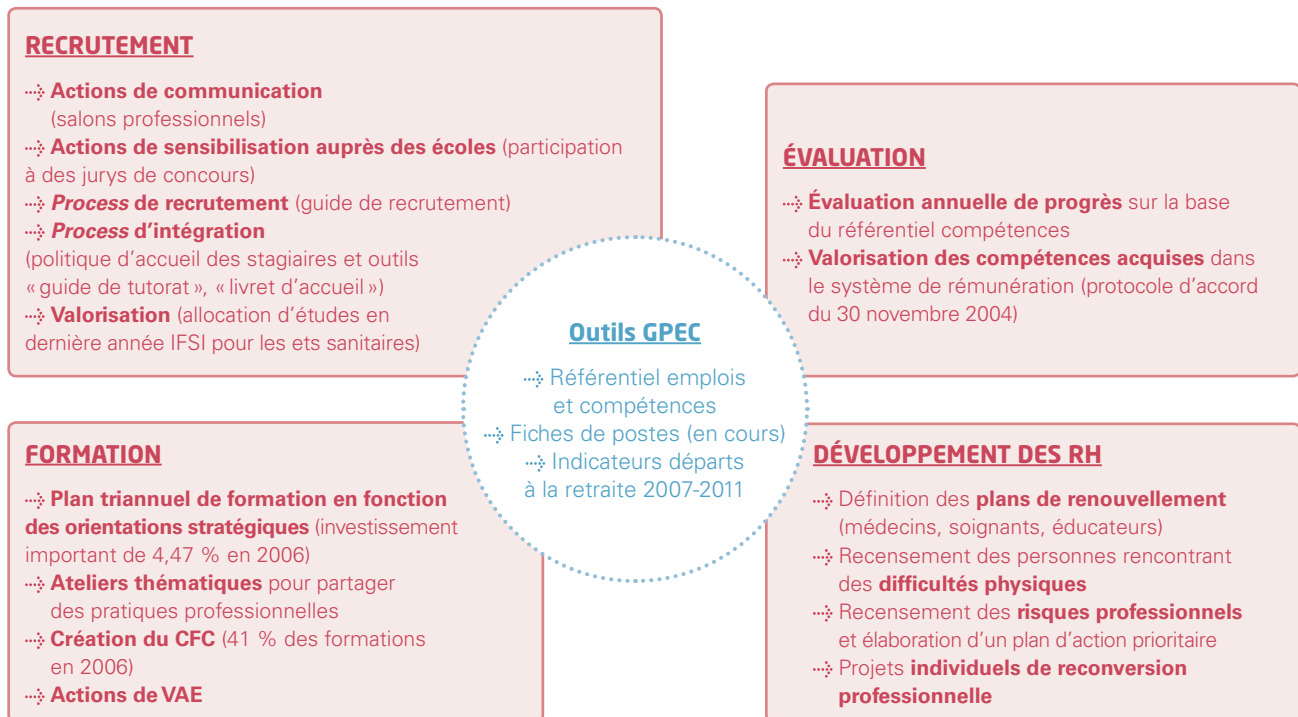 RECRUTEMENT
Actions de communication
(salons professionnels)
Actions de sensibilisation auprès des écoles (participation
à des jurys de concours)
Process de recrutement (guide de recrutement)
Process d'intégration
(politique d'accueil des stagiaires et outils
« guide de tutorat », « livret d'accueil »)
Valorisation (allocation d'études en
dernière année IFSI pour les ets sanitaires)
ÉVALUATION
Évaluation annuelle de progrès sur la base
du référentiel compétences
Valorisation des compétences acquises dans
le système de rémunération (protocole d'accord
du 30 novembre 2004)
Outils GPEC
Référentiel emplois
et compétences
Fiches de postes (en cours)
Indicateurs départs
à la retraite 2007-2011
FORMATION
Plan triannuel de formation en fonction
des orientations stratégiques (investissement
important de 4,47 % en 2006)
Ateliers thématiques pour partager
des pratiques professionnelles
Création du CFC (41 % des formations
en 2006)
Actions de VAE
DÉVELOPPEMENT DES RH
Définition des plans de renouvellement
(médecins, soignants, éducateurs)
Recensement des personnes rencontrant
des difficultés physiques
Recensement des risques professionnels
et élaboration d'un plan d'action prioritaire
Projets individuels de reconversion
professionnelle